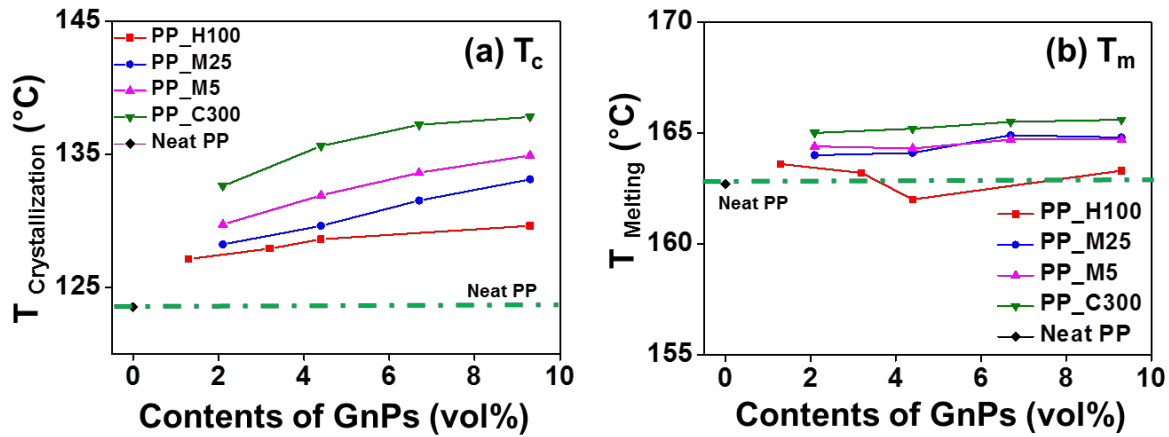 (a) Tc
T Crystallization (°C)
145
135
125
PP_H100
PP_M25
PP_M5
PP_C300
Neat PP
Neat PP
0 2 4 6 8 10
Contents of GnPs (vol%)
(b) Tm
T Melting (°C)
170
165
160
155
Neat PP
PP_H100
PP_M25
PP_M5
PP_C300
Neat PP
0 2 4 6 8 10
Contents of GnPs (vol%)